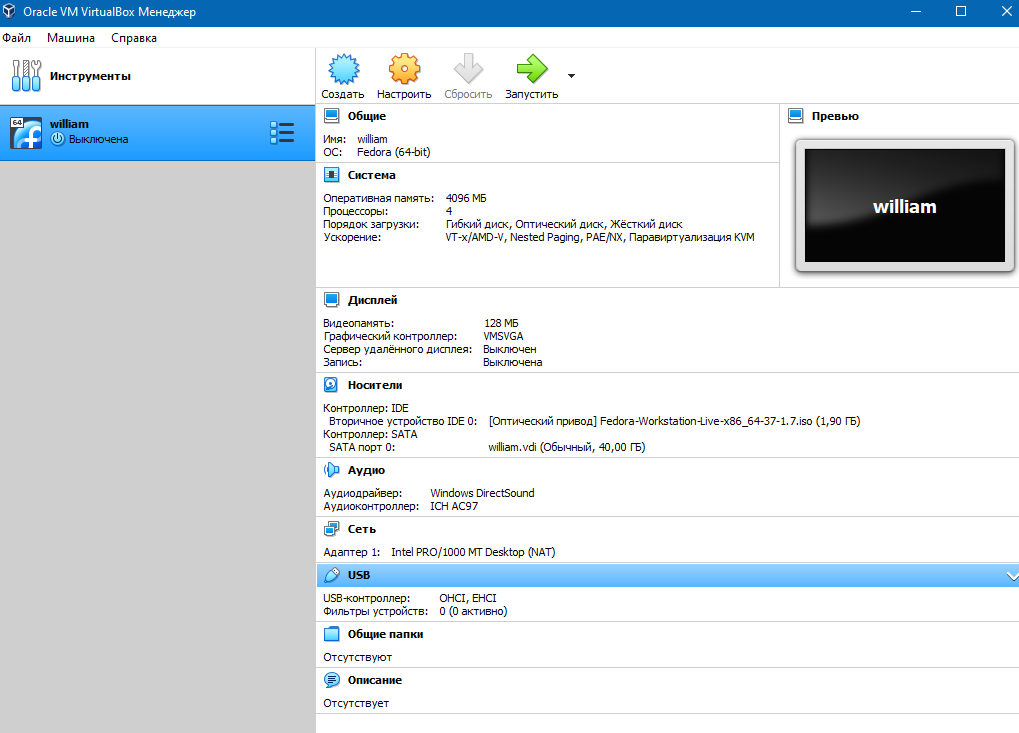 Oracle VM VirtualBox Менеджер
Файл Машина Справка
Инструменты
Создать Настроить Сбросить Запустить
64
william
Выключена
Общие
Имя: william
ОС: Fedora (64-bit)
Превью
william
Система
Оперативная память: 4096 МБ
Процессоры: 4
Порядок загрузки: Гибкий диск, Оптический диск, Жёсткий диск
Ускорение: VT-x/AMD-V, Nested Paging, PAE/NX, Паравиртуализация KVM
Дисплей
Видеопамять: 128 МБ
Графический контроллер: VMSVGA
Сервер удалённого дисплея: Выключен
Запись: Выключена
Носители
Контроллер: IDE
Вторичное устройство IDE 0: [Оптический привод] Fedora-Workstation-Live-x86_64-37-1.7.iso (1,90 ГБ)
Контроллер: SATA
SATA порт 0: william.vdi (Обычный, 40,00 ГБ)
Аудио
Аудиодрайвер: Windows DirectSound
Аудиоконтроллер: ICH AC97
Сеть
Адаптер 1: Intel PRO/1000 MT Desktop (NAT)
USB
USB-контроллер: OHCI, EHCI
Фильтры устройств: 0 (0 активно)
Общие папки
Отсутствуют
Описание
Отсутствует